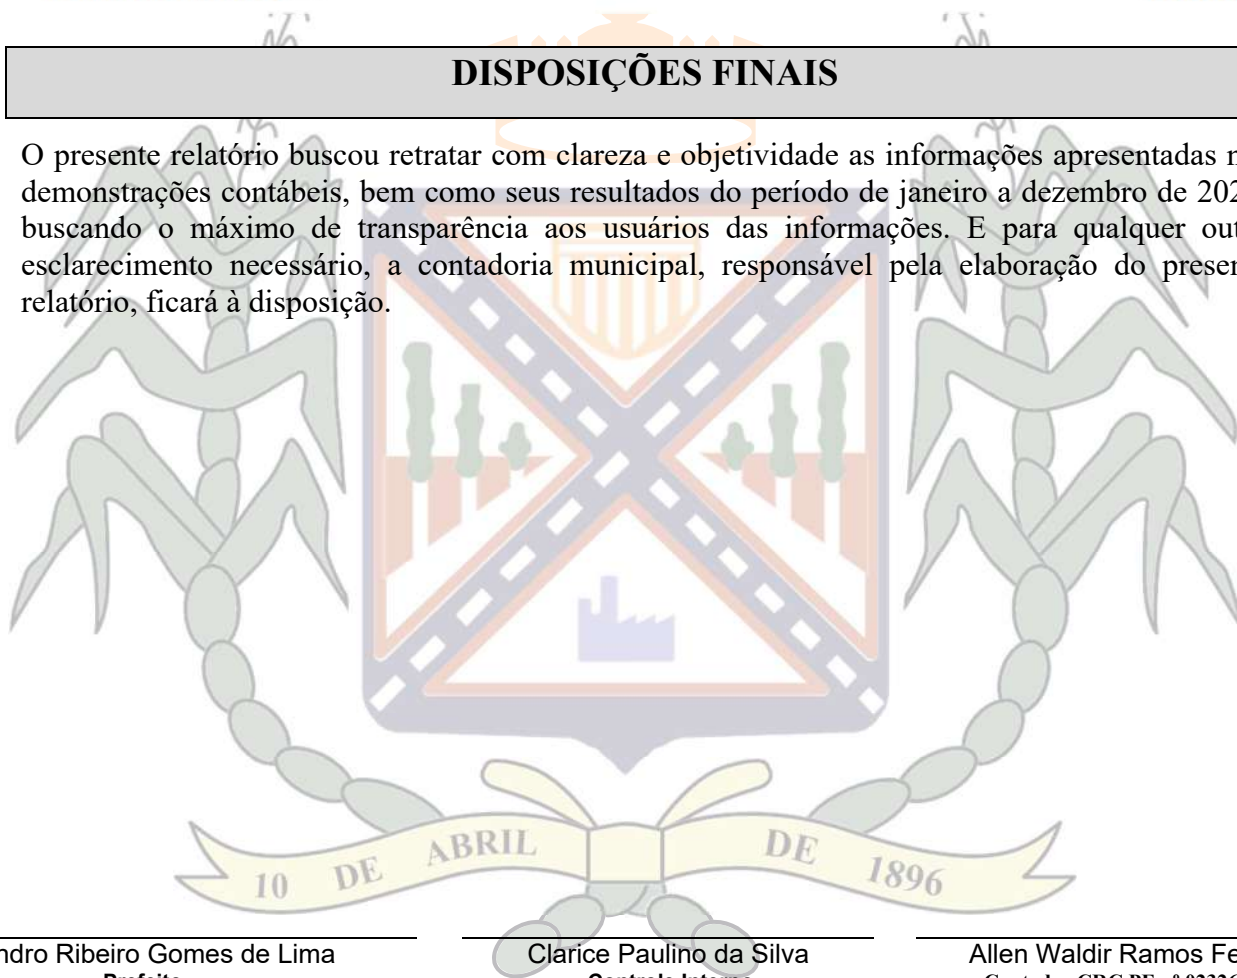 DISPOSIÇÕES FINAIS
O presente relatório buscou retratar com clareza e objetividade as informações apresentadas
demonstrações contábeis, bem como seus resultados do período de janeiro a dezembro de 202
buscando o máximo de transparência aos usuários das informações. E para qualquer out
esclarecimento necessário, a contadoria municipal, responsável pela elaboração do presen
relatório, ficará à disposição.
10 DE ABRIL DE 1896
ndro Ribeiro Gomes de Lima Clarice Paulino da Silva Allen Waldir Ramos Fe
Prefeito Controle Interno